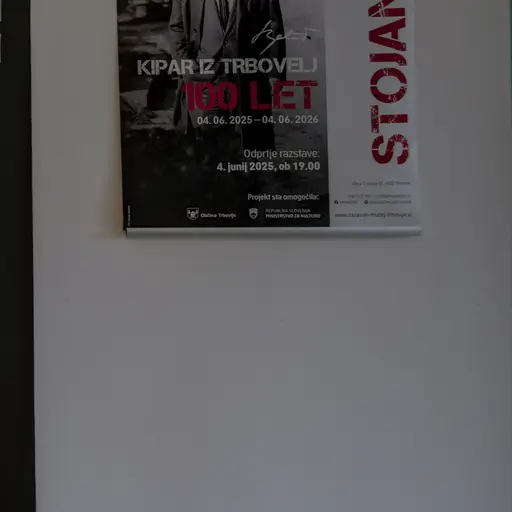 KIPAR IZ TRBOVELJ
100 LET
04. 06. 2025 – 04. 06. 2026
Odprtje razstave:
4. junij 2025, ob 19.00
Projekt sta omogočila:
Občina Trbovlje
REPUBLIKA SLOVENIJA
MINISTRSTVO ZA KULTURO
STOJAN